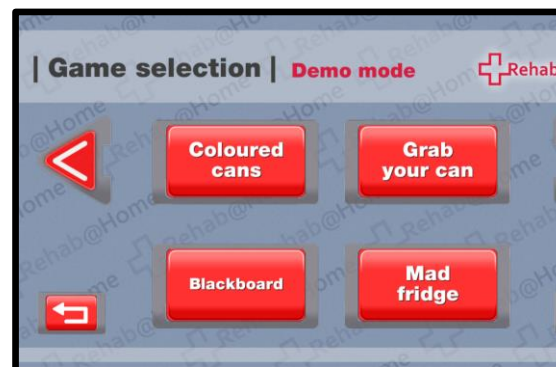 | Game selection | Demo mode
Rehab
Coloured
cans
Grab
your can
Blackboard
Mad
fridge